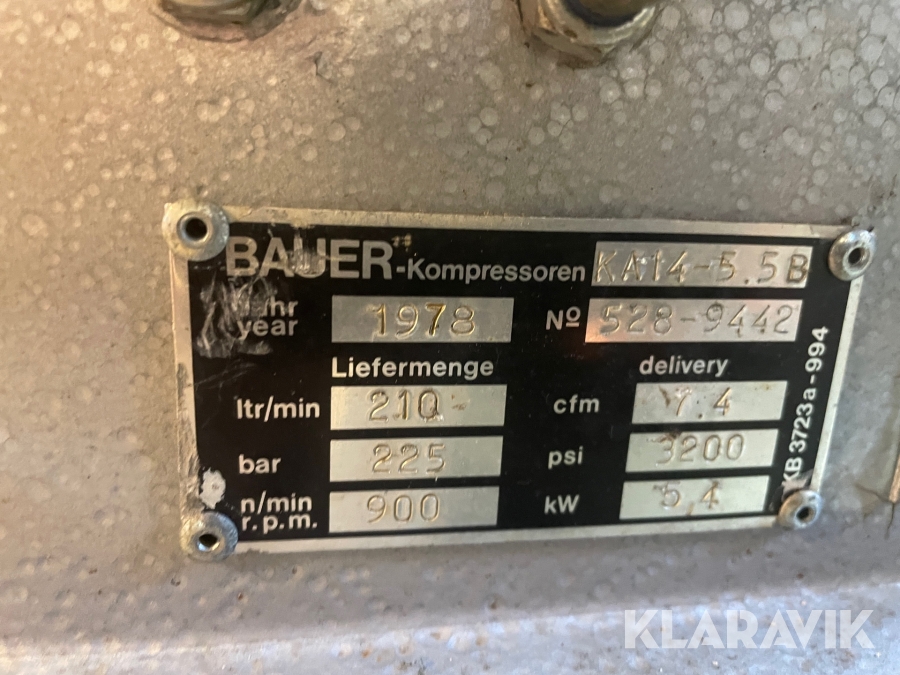 BAUER-Kompressoren KA14-5.5B
year 1978 Nº 528-9442
Liefermenge delivery
ltr/min 210 cfm 7.4
bar 225 psi 3200
n/min
r.p.m. 900 kW 5,4
KB 3723a-994
KLARAVIK